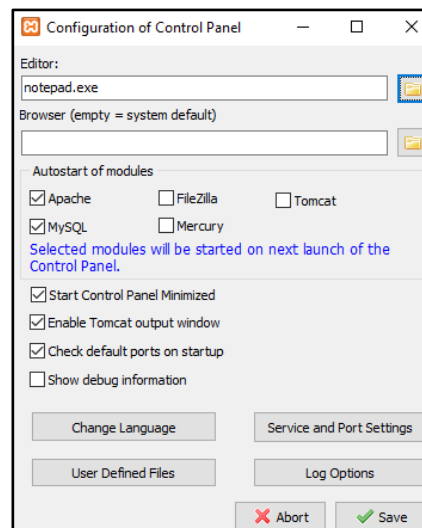 Configuration of Control Panel
Editor:
notepad.exe
Browser (empty = system default)
Autostart of modules
Apache
FileZilla
Tomcat
MySQL
Mercury
Selected modules will be started on next launch of the
Control Panel.
Start Control Panel Minimized
Enable Tomcat output window
Check default ports on startup
Show debug information
Change Language
Service and Port Settings
User Defined Files
Log Options
Abort
Save